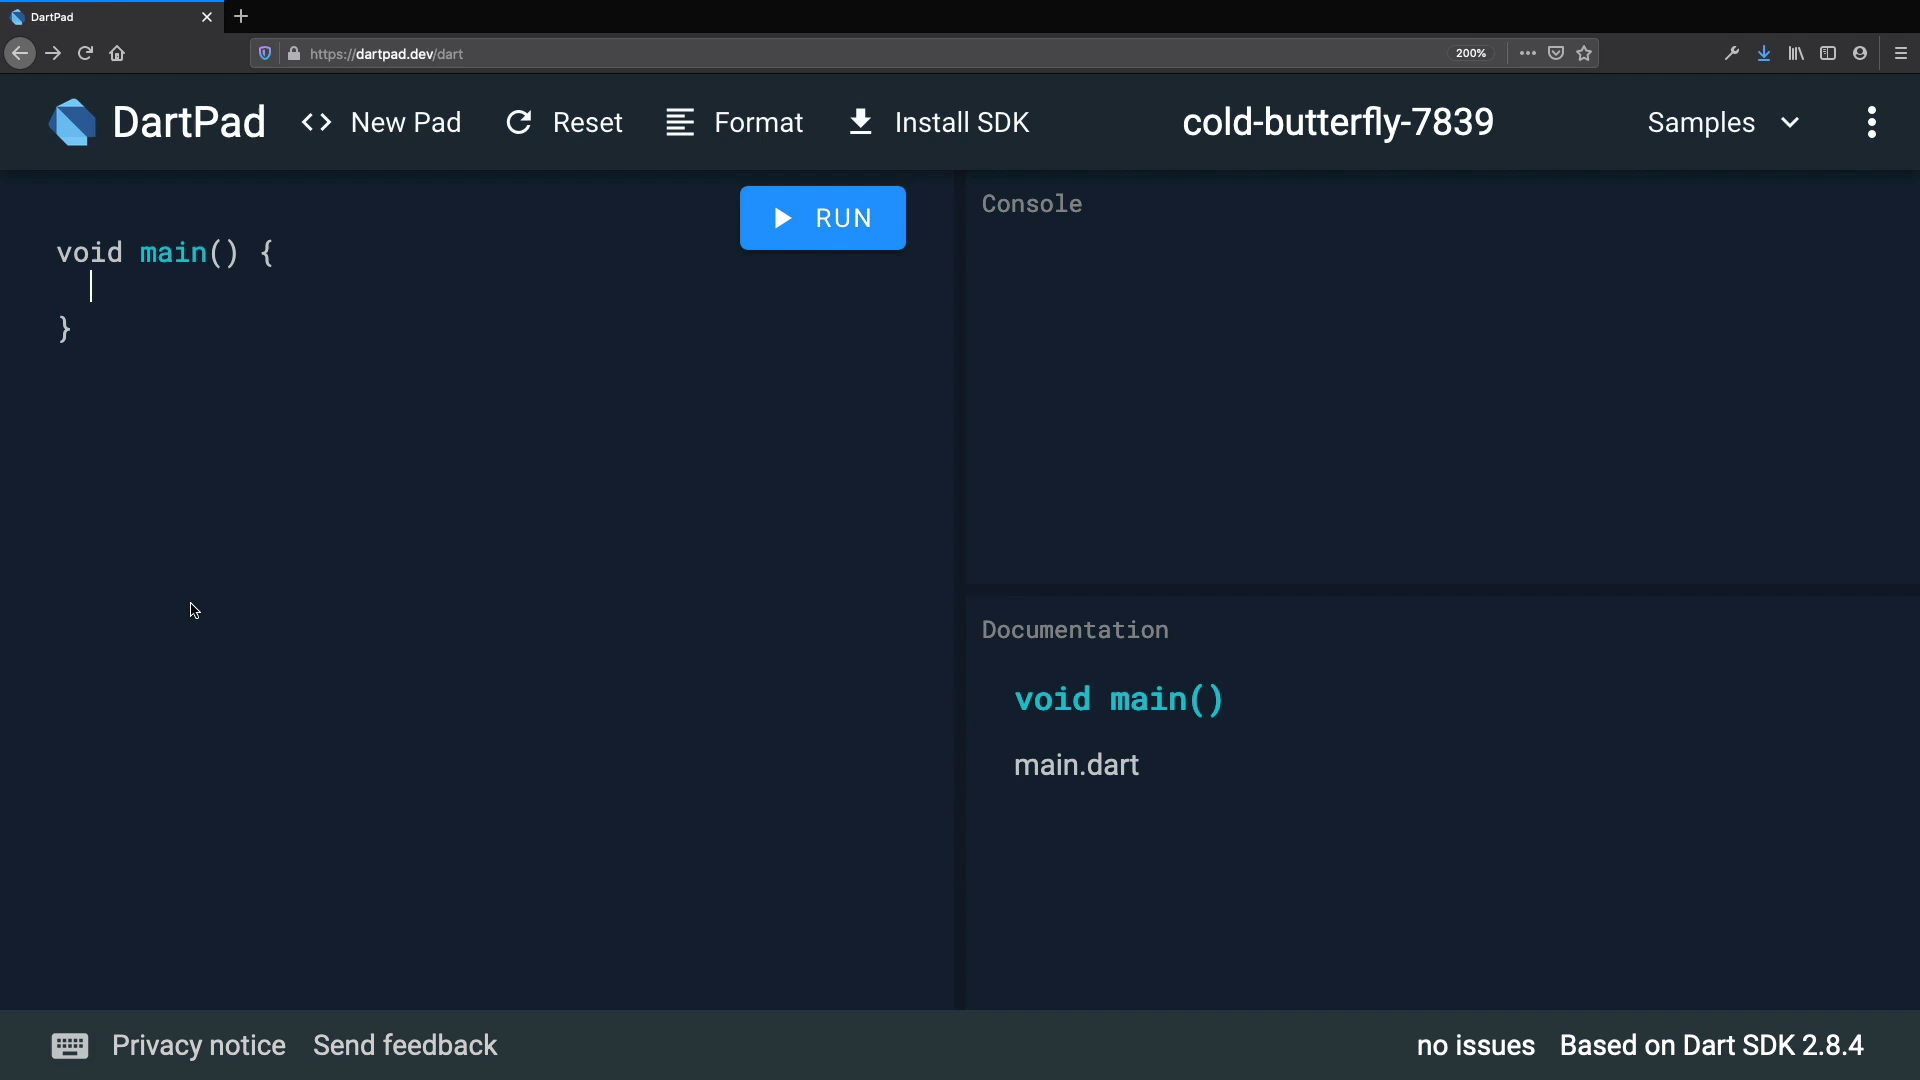 DartPad
https://dartpad.dev/dart
200%
DartPad
New Pad
Reset
Format
Install SDK
cold-butterfly-7839
Samples
RUN
void main() {
}
Console
Documentation
void main()
main.dart
Privacy notice
Send feedback
no issues
Based on Dart SDK 2.8.4